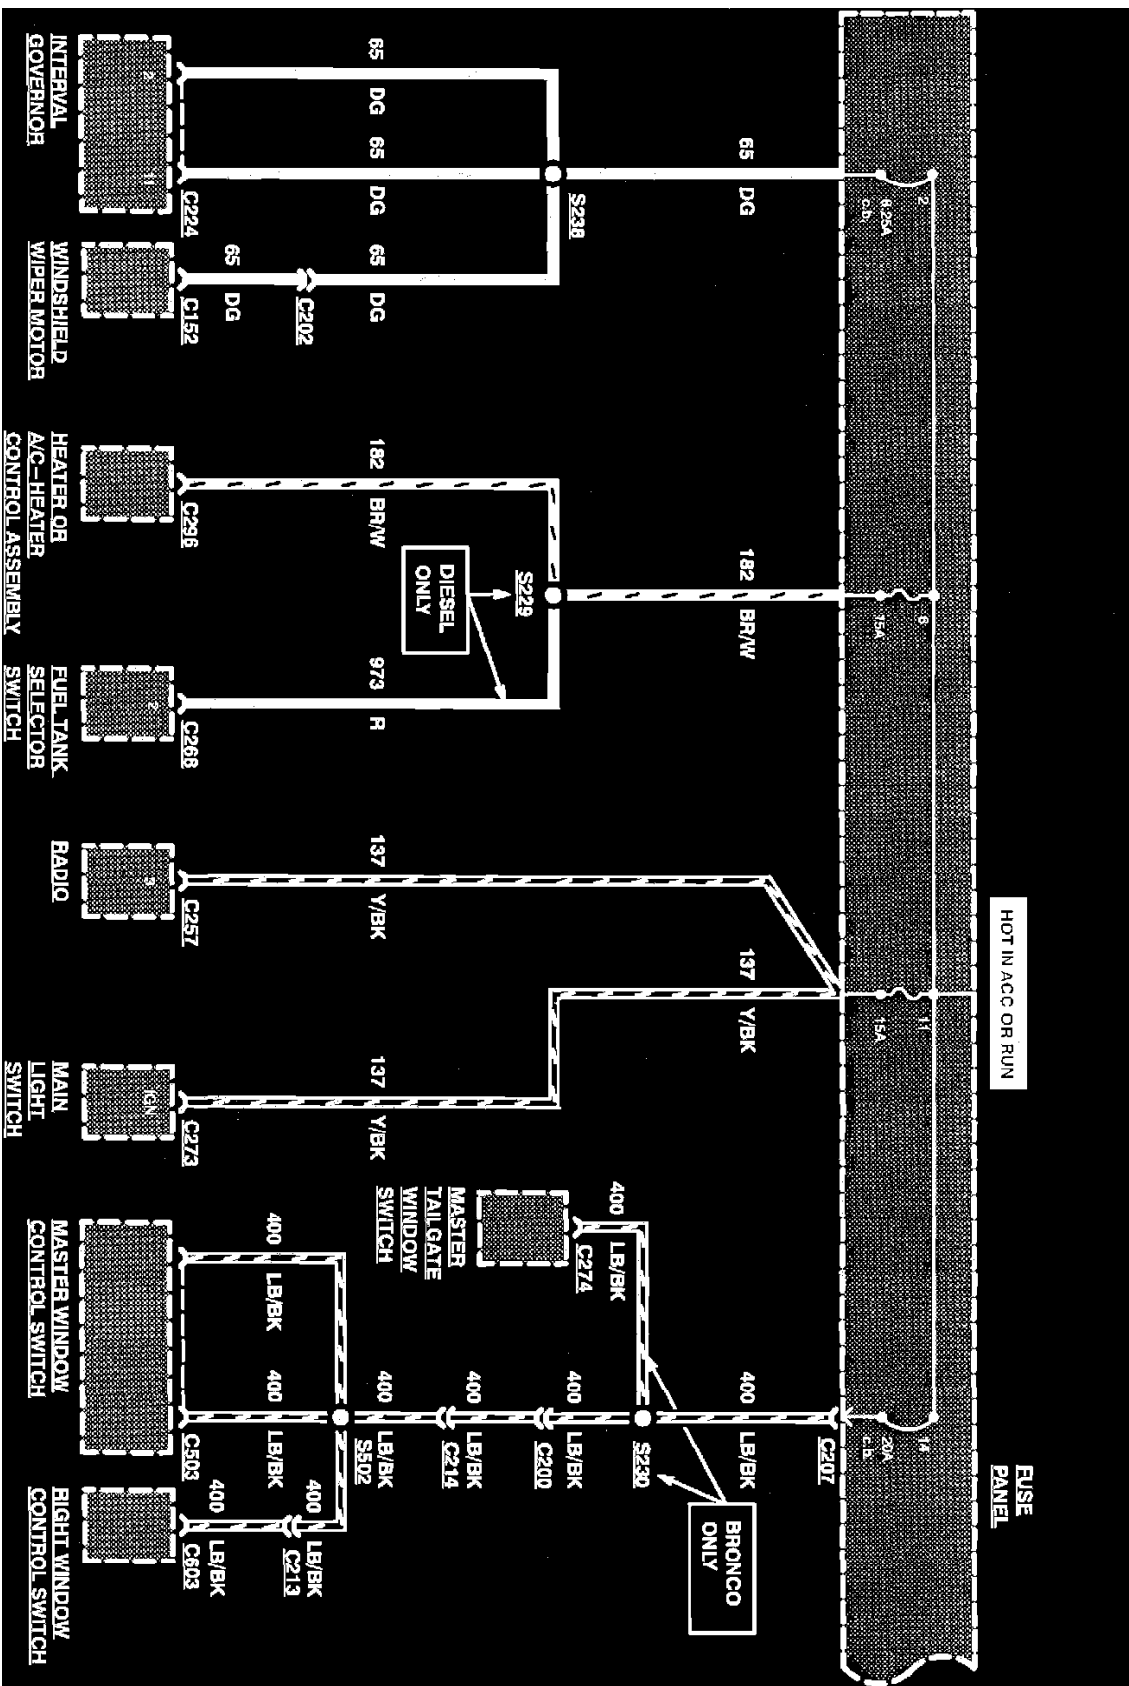 HOT IN ACC OR RUN
FUSE
PANEL
2
6.25A
c.b.
6
15A
11
15A
14
20A
c.b.
C207
65
DG
182
BR/W
137
Y/BK
400
LB/BK
BRONCO
ONLY
S238
S229
S230
DIESEL
ONLY
MASTER
TAILGATE
WINDOW
SWITCH
C274
400
LB/BK
400
LB/BK
C200
400
LB/BK
C214
400
LB/BK
S502
65
DG
65
DG
65
DG
C202
65
DG
182
BR/W
973
R
137
Y/BK
137
Y/BK
400
LB/BK
400
LB/BK
400
LB/BK
C213
400
LB/BK
2
11
C224
INTERVAL
GOVERNOR
C152
WINDSHIELD
WIPER MOTOR
C296
HEATER OR
A/C-HEATER
CONTROL ASSEMBLY
2
C268
FUEL TANK
SELECTOR
SWITCH
C257
RADIO
IGN
C273
MAIN
LIGHT
SWITCH
C503
MASTER WINDOW
CONTROL SWITCH
C603
RIGHT WINDOW
CONTROL SWITCH